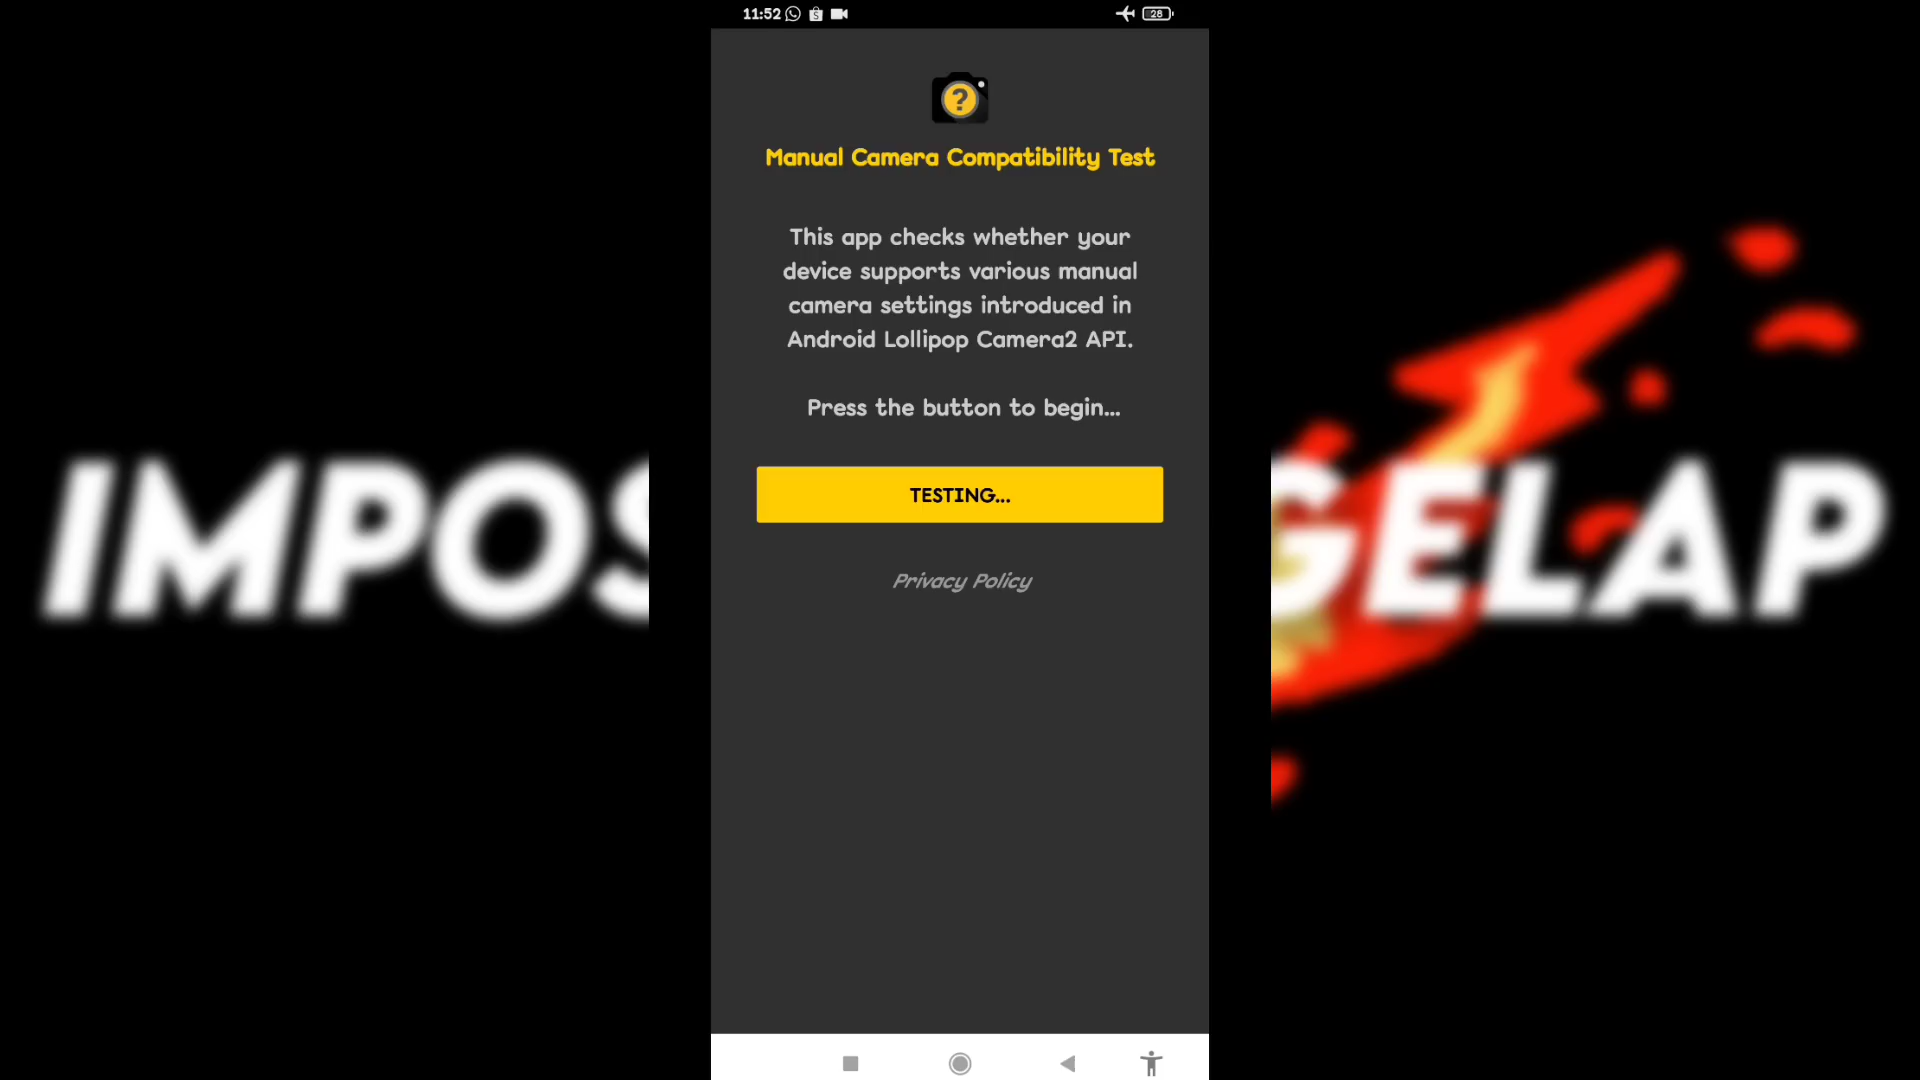 11:52
28
?
Manual Camera Compatibility Test
This app checks whether your
device supports various manual
camera settings introduced in
Android Lollipop Camera2 API.
Press the button to begin...
TESTING...
IMPOS
GELAP
Privacy Policy